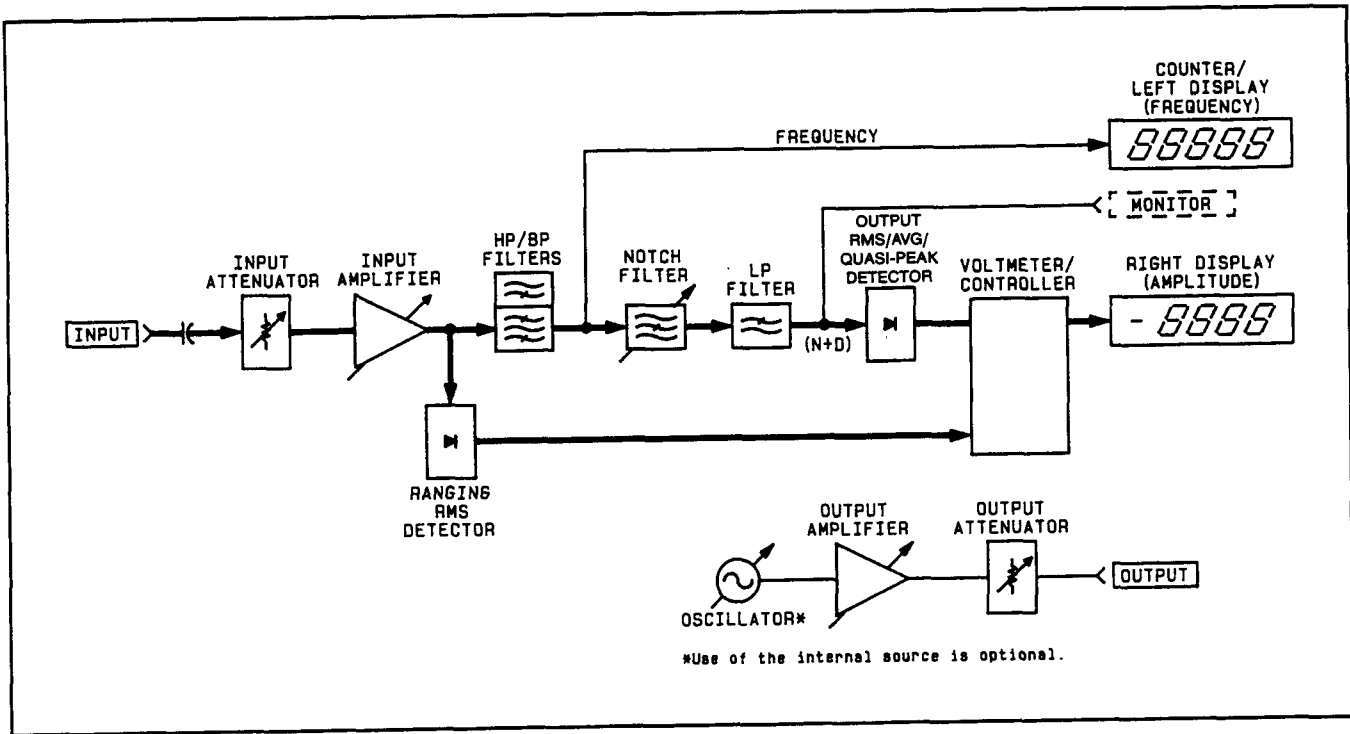 COUNTER/
LEFT DISPLAY
(FREQUENCY)
88888
FREQUENCY
MONITOR
OUTPUT
RMS/AVG/
QUASI-PEAK
DETECTOR
HP/BP
FILTERS
NOTCH
FILTER
LP
FILTER
INPUT
ATTENUATOR
INPUT
AMPLIFIER
VOLTMETER/
CONTROLLER
RIGHT DISPLAY
(AMPLITUDE)
- 8888
INPUT
(N+D)
RANGING
RMS
DETECTOR
OUTPUT
AMPLIFIER
OUTPUT
ATTENUATOR
OUTPUT
OSCILLATOR*
*Use of the internal source is optional.